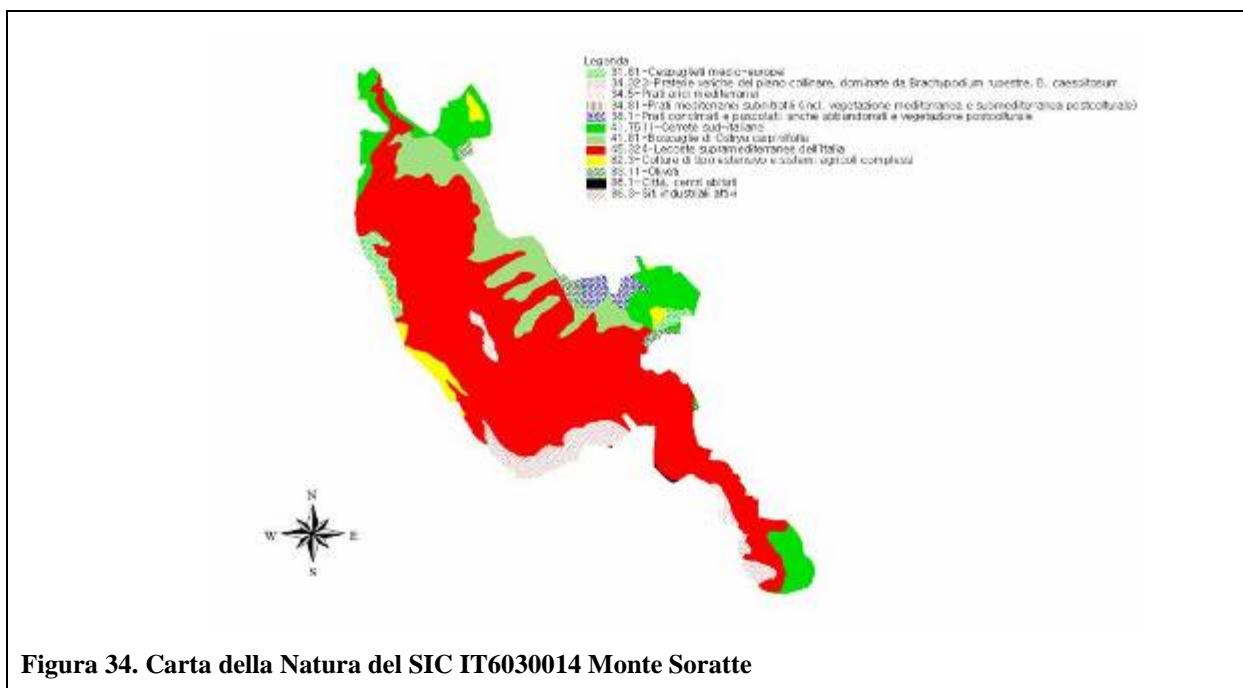 Legenda
31.81-Cespuglieti medio-europei
34.323-Praterie xeriche del piano collinare, dominate da Brachypodium rupestre, B. caespitosum
34.5-Prati aridi mediterranei
34.81-Prati mediterranei subnitrofili (incl. vegetazione mediterranea e submediterranea postcolturale)
38.1-Prati concimati e pascolati; anche abbandonati e vegetazione postcolturale
41.7511-Cerrete sud-italiane
41.81-Boscaglie di Ostrya carpinifolia
45.324-Leccete supramediterranee dell'Italia
82.3-Colture di tipo estensivo e sistemi agricoli complessi
83.11-Oliveti
86.1-Città, centri abitati
86.3-Siti industriali attivi
N
W E
S
Figura 34. Carta della Natura del SIC IT6030014 Monte Soratte